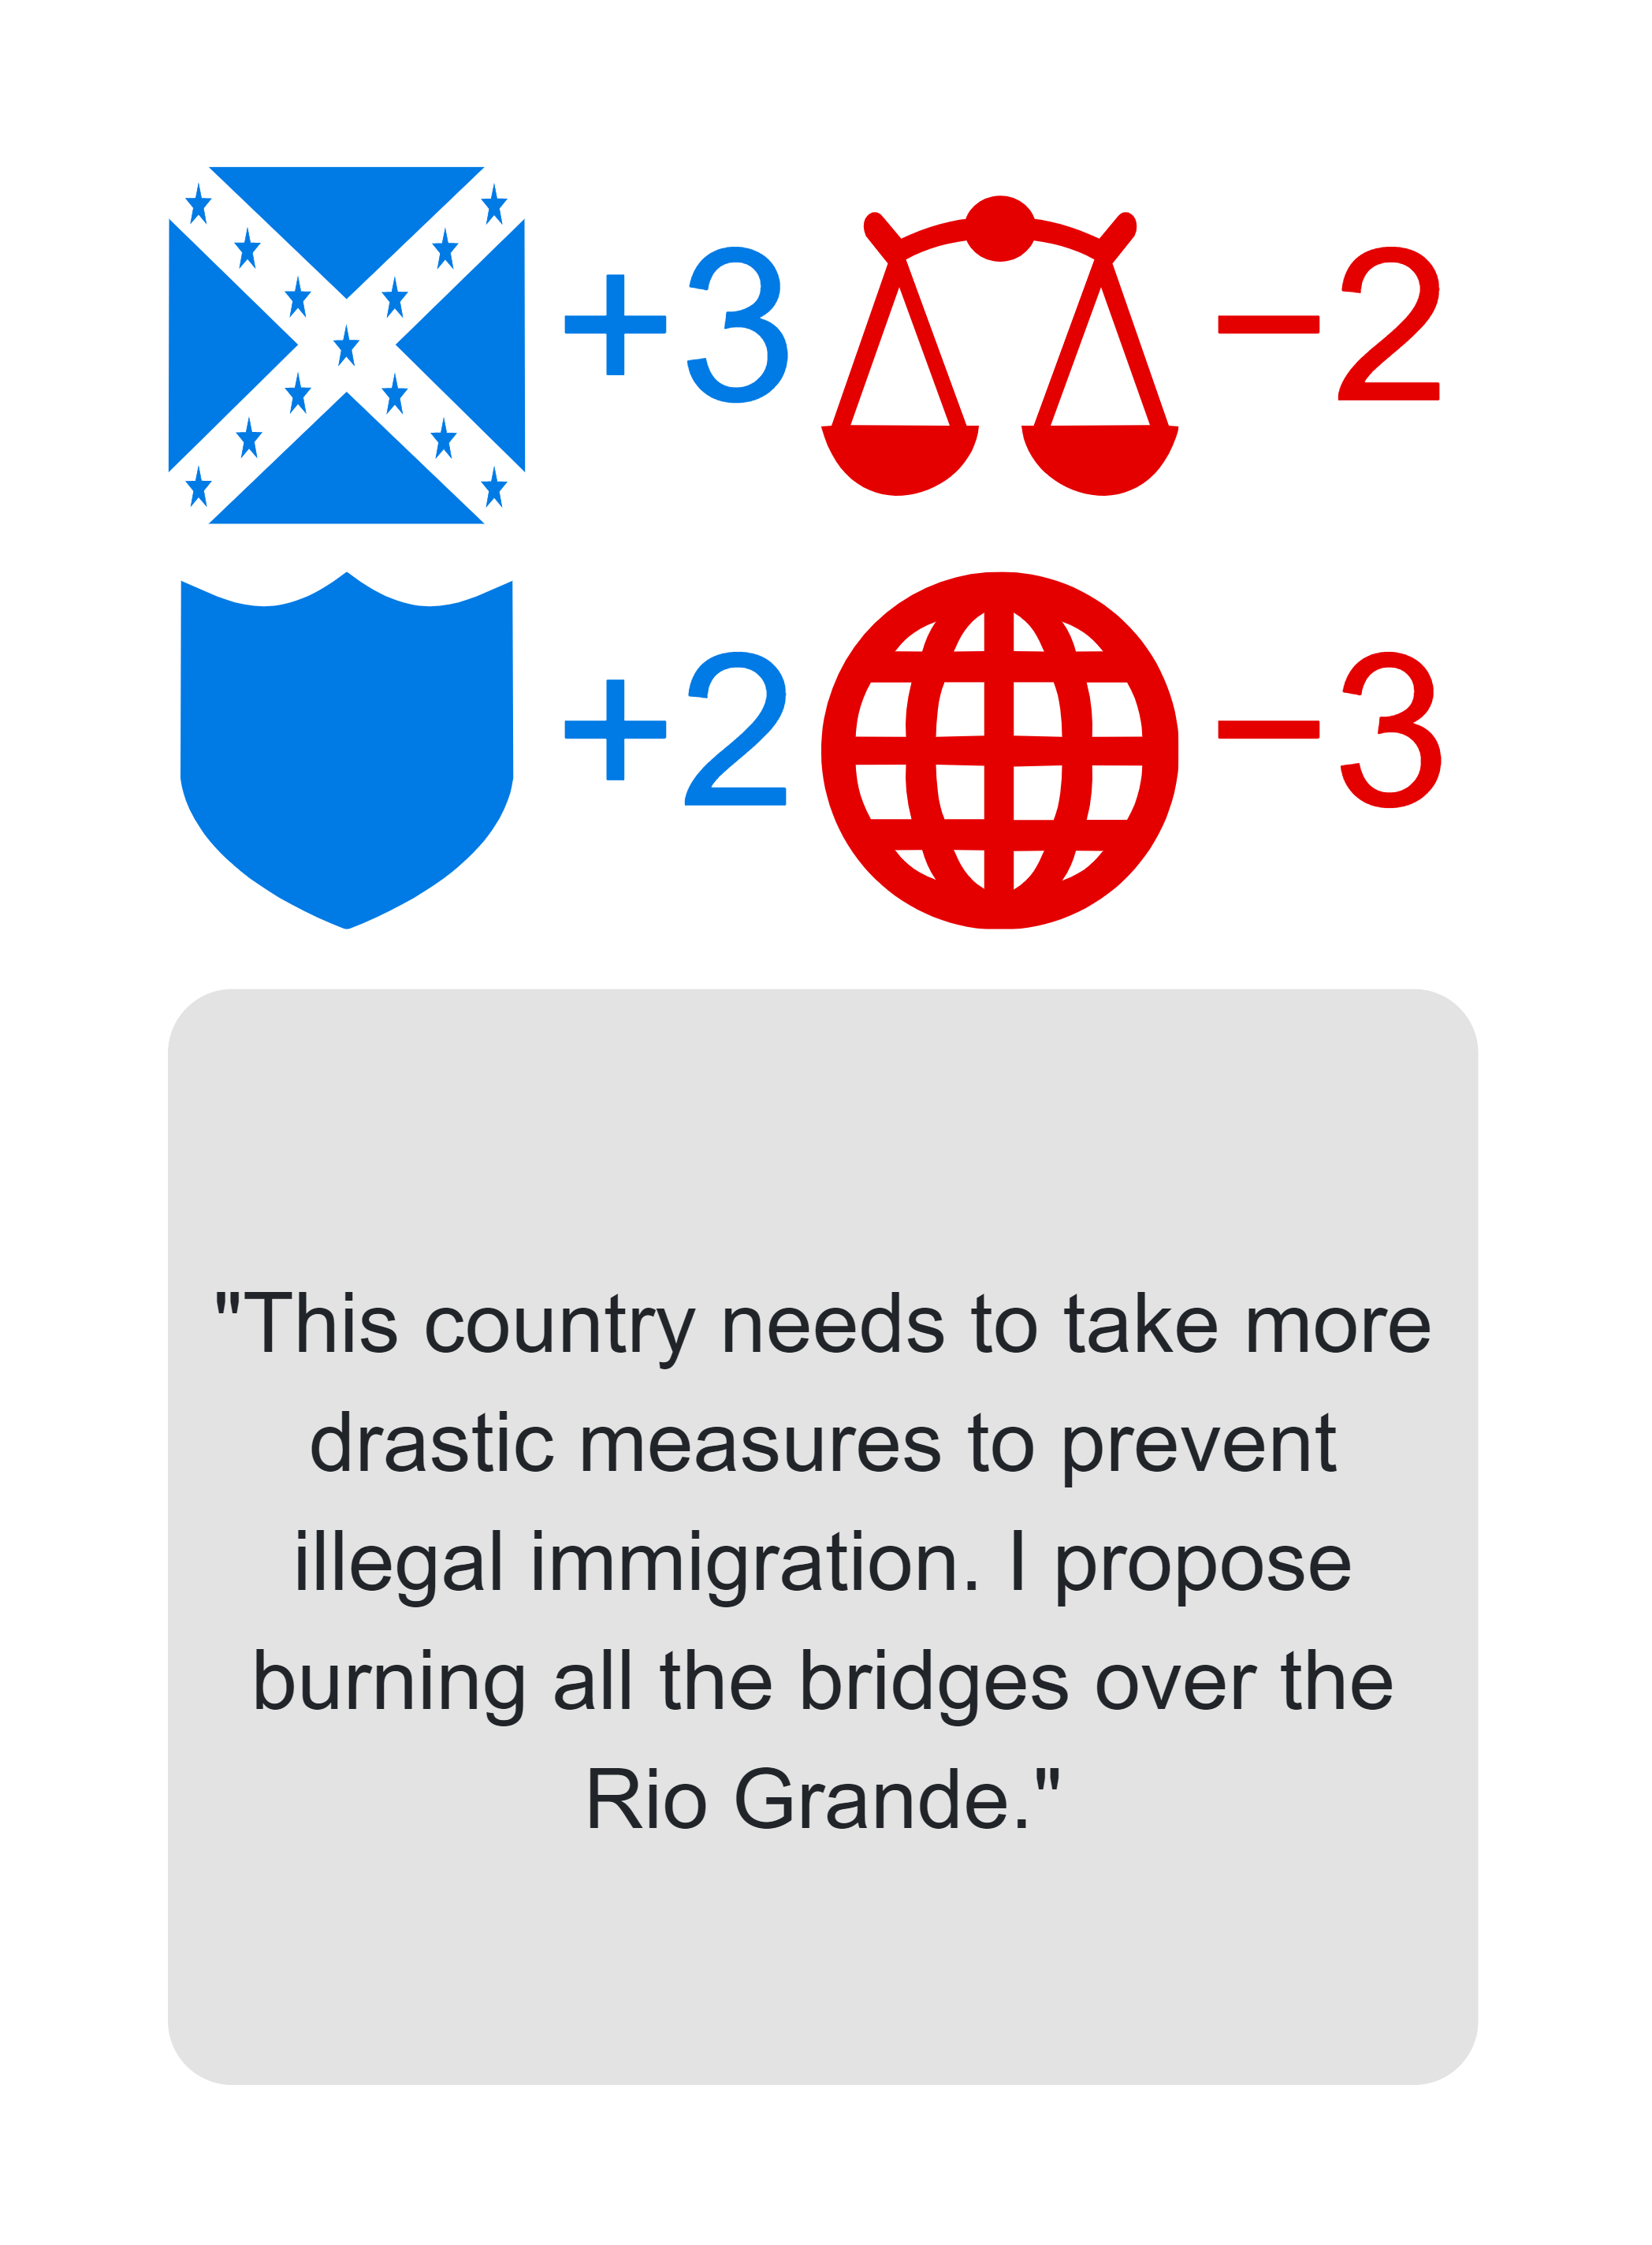 +3 −2
+2 −3
"This country needs to take more
drastic measures to prevent
illegal immigration. I propose
burning all the bridges over the
Rio Grande."